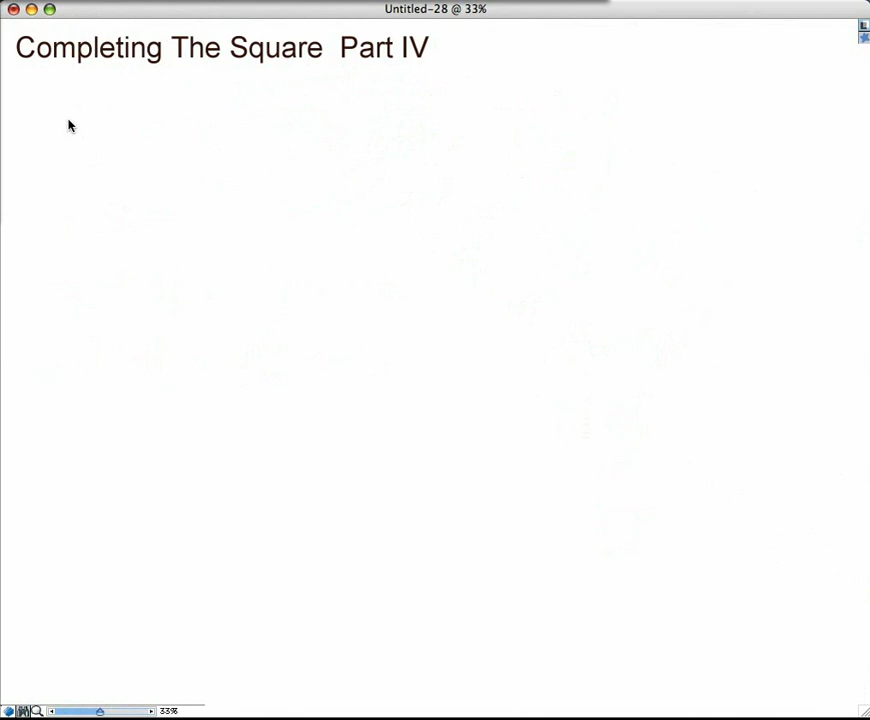 Untitled-28 @ 33%
Completing The Square Part IV
33%